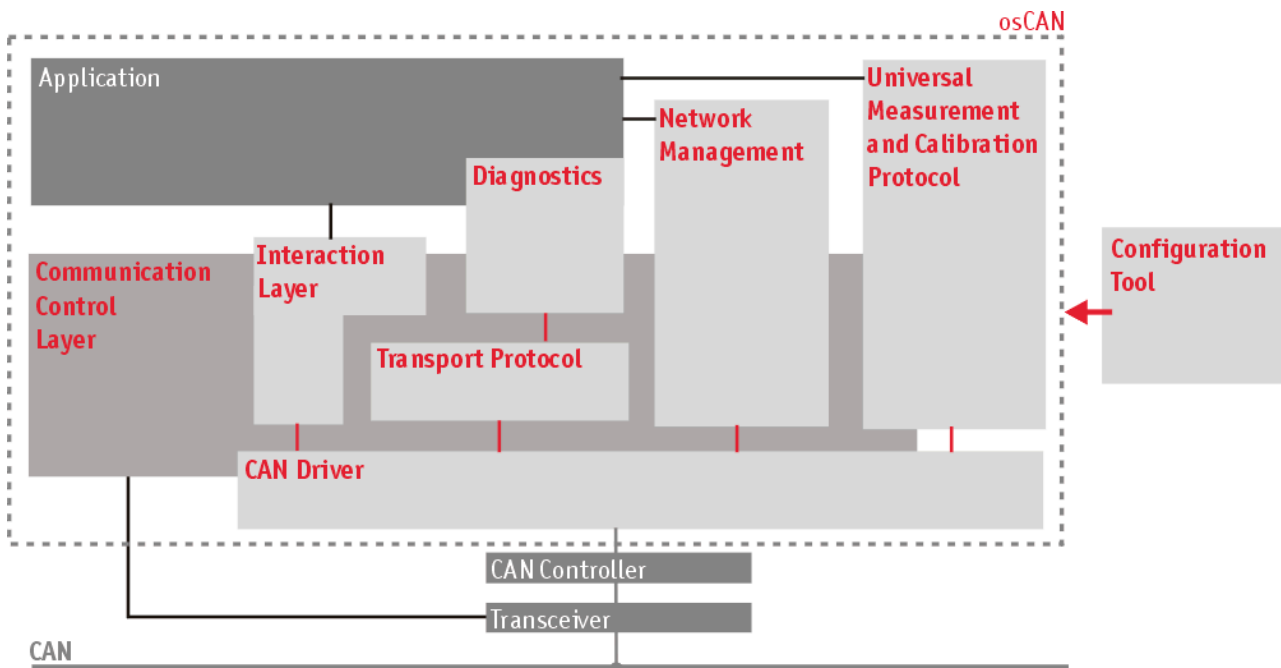 osCAN
Application
Universal
Measurement
and Calibration
Protocol
Network
Management
Diagnostics
Interaction
Layer
Communication
Control
Layer
Configuration
Tool
Transport Protocol
CAN Driver
CAN Controller
Transceiver
CAN